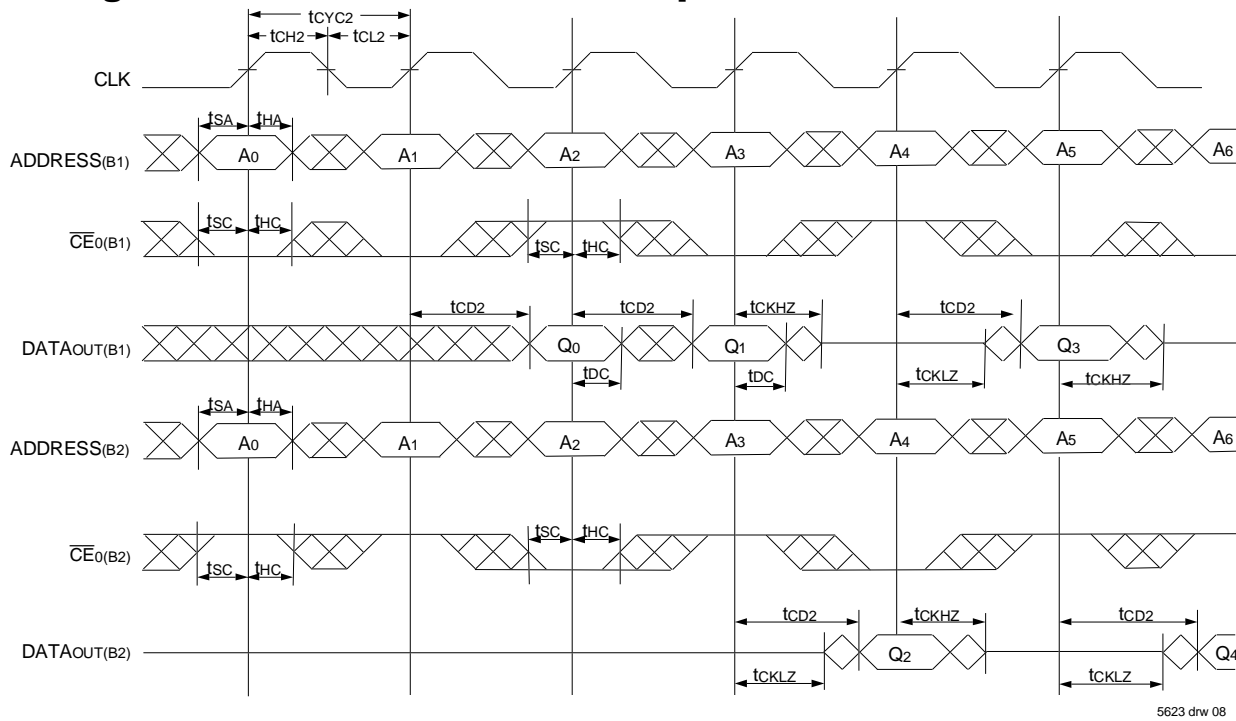 tCYC2
tCH2 tCL2
CLK
tSA tHA
ADDRESS(B1) A0 A1 A2 A3 A4 A5 A6
tSC tHC
CE0(B1)
tSC tHC
tCD2 tCD2 tCKHZ tCD2
DATAOUT(B1) Q0 Q1 Q3
tDC tDC tCKLZ tCKHZ
tSA tHA
ADDRESS(B2) A0 A1 A2 A3 A4 A5 A6
tSC tHC
CE0(B2)
tSC tHC
tCD2 tCKHZ tCD2
DATAOUT(B2) Q2 Q4
tCKLZ tCKLZ
5623 drw 08